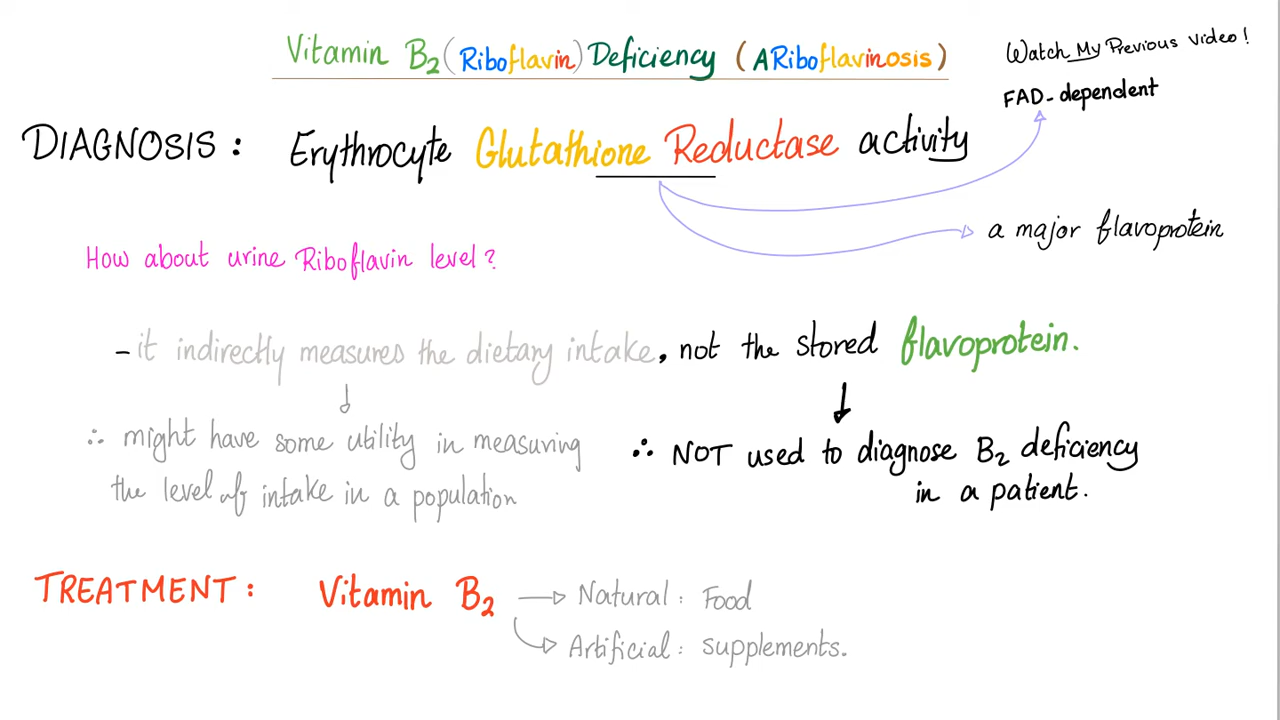 Vitamin B2 (Riboflavin) Deficiency (ARiboflavinosis)
Watch My Previous Video!
FAD-dependent
DIAGNOSIS: Erythrocyte Glutathione Reductase activity
a major flavoprotein
How about urine Riboflavin level?
- it indirectly measures the dietary intake, not the stored flavoprotein.
∴ might have some utility in measuring
the level of intake in a population
∴ NOT used to diagnose B2 deficiency
in a patient.
TREATMENT: Vitamin B2
Natural: Food
Artificial: supplements.